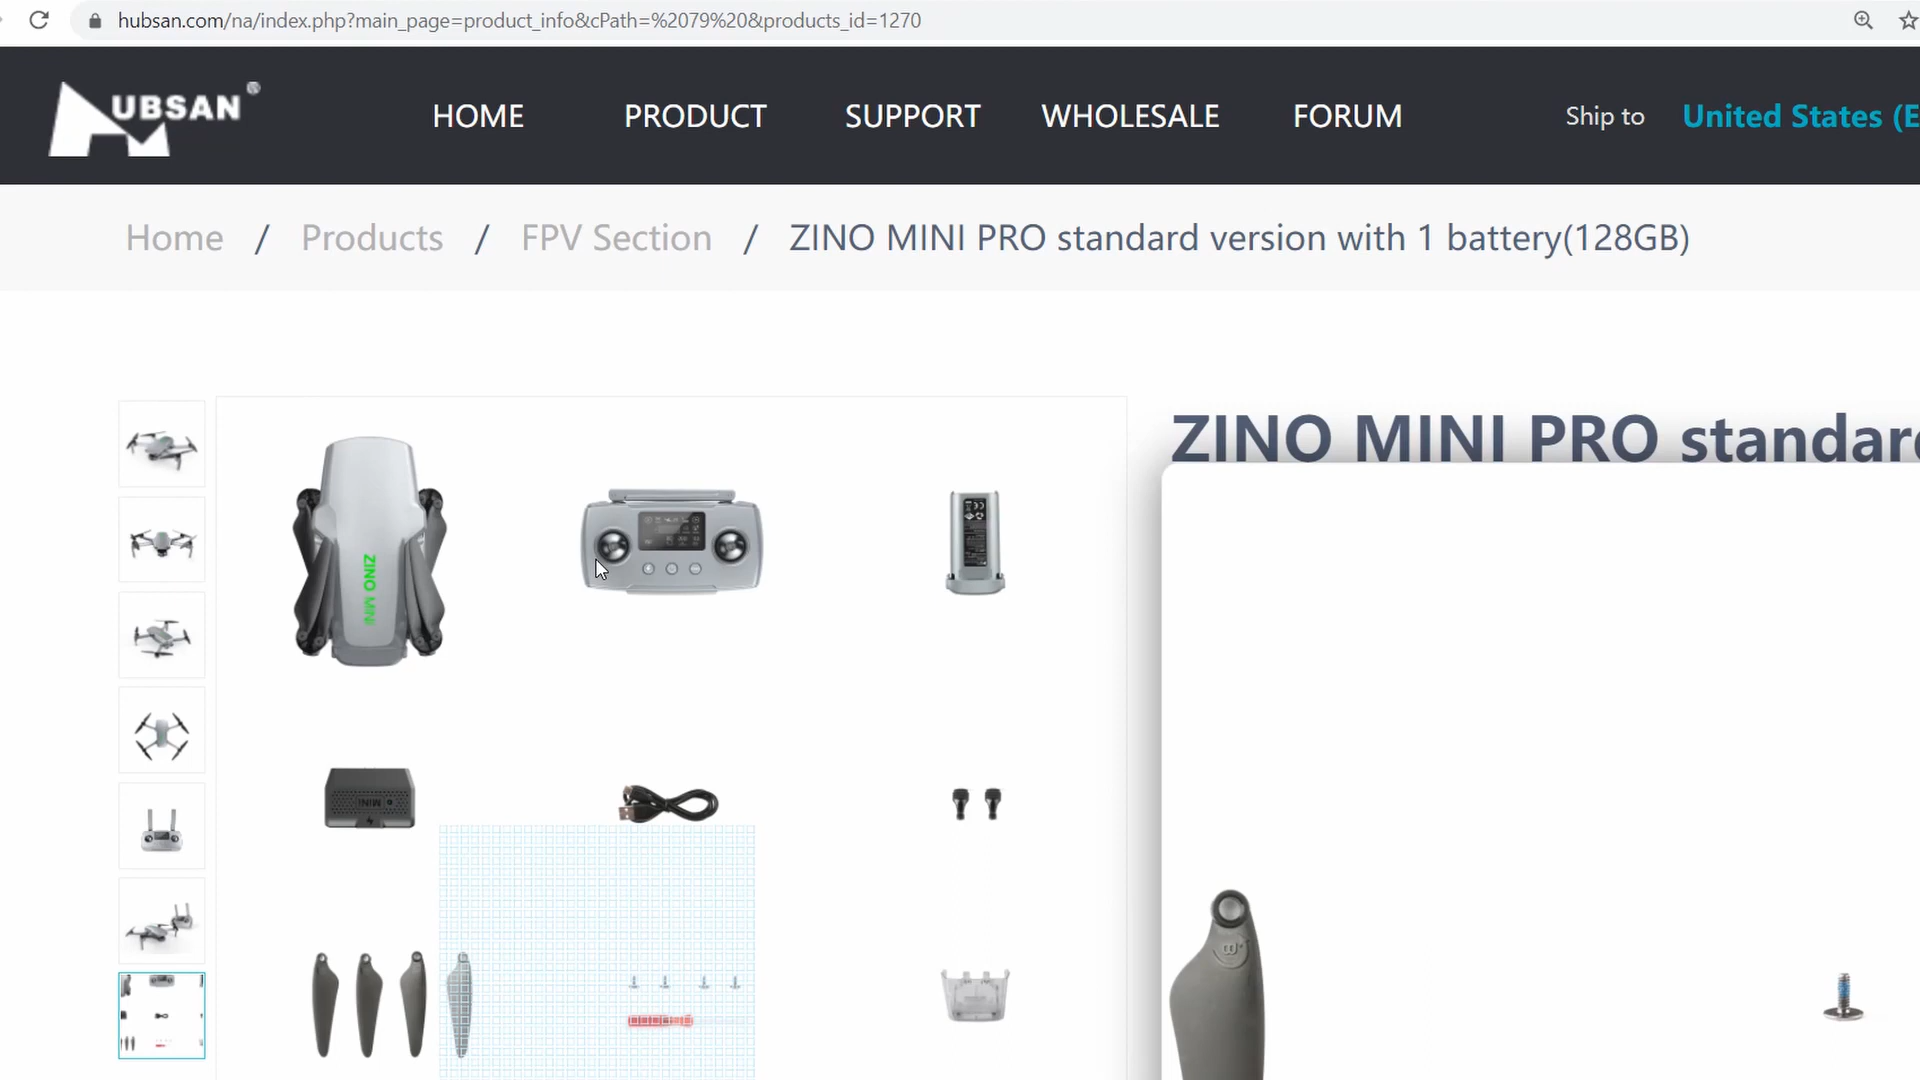 hubsan.com/na/index.php?main_page=product_info&cPath=%2079%20&products_id=1270
UBSAN®
HOME PRODUCT SUPPORT WHOLESALE FORUM Ship to United States (E
Home / Products / FPV Section / ZINO MINI PRO standard version with 1 battery(128GB)
ZINO MINI PRO standard
ZINO MINI
MINI